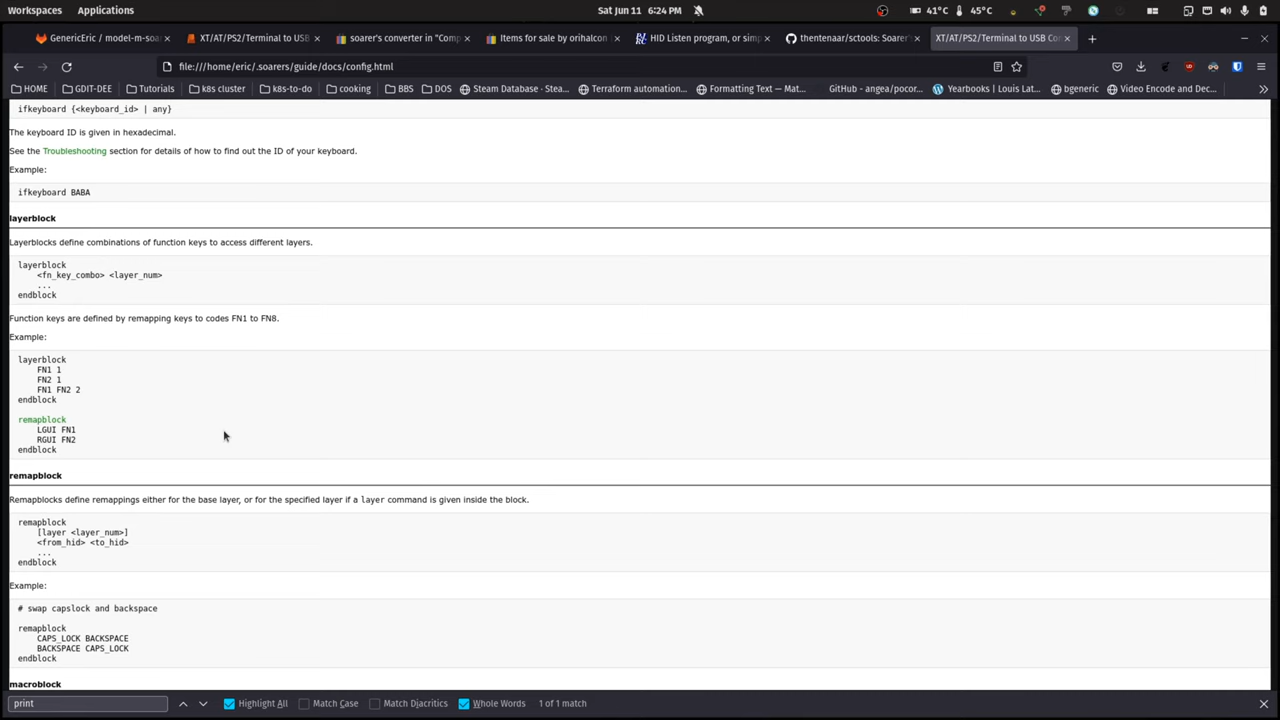 Workspaces Applications Sat Jun 11 6:24 PM 41°C 45°C
GenericEric / model-m-soa XT/AT/PS2/Terminal to USB soarer's converter in "Comp Items for sale by orihalcon HID Listen program, or simp thentenaar/sctools: Soarer' XT/AT/PS2/Terminal to USB Con
file:///home/eric/.soarers/guide/docs/config.html
HOME GDIT-DEE Tutorials k8s cluster k8s-to-do cooking BBS DOS Steam Database - Stea... Terraform automation... Formatting Text — Mat... GitHub - angea/pocor... Yearbooks | Louis Lat... bgeneric Video Encode and Dec...
ifkeyboard {<keyboard_id> | any}
The keyboard ID is given in hexadecimal.
See the Troubleshooting section for details of how to find out the ID of your keyboard.
Example:
ifkeyboard BABA
layerblock
Layerblocks define combinations of function keys to access different layers.
layerblock
<fn_key_combo> <layer_num>
...
endblock
Function keys are defined by remapping keys to codes FN1 to FN8.
Example:
layerblock
FN1 1
FN2 1
FN1 FN2 2
endblock
remapblock
LGUI FN1
RGUI FN2
endblock
remapblock
Remapblocks define remappings either for the base layer, or for the specified layer if a layer command is given inside the block.
remapblock
[layer <layer_num>]
<from_hid> <to_hid>
...
endblock
Example:
# swap capslock and backspace
remapblock
CAPS_LOCK BACKSPACE
BACKSPACE CAPS_LOCK
endblock
macroblock
print Highlight All Match Case Match Diacritics Whole Words 1 of 1 match